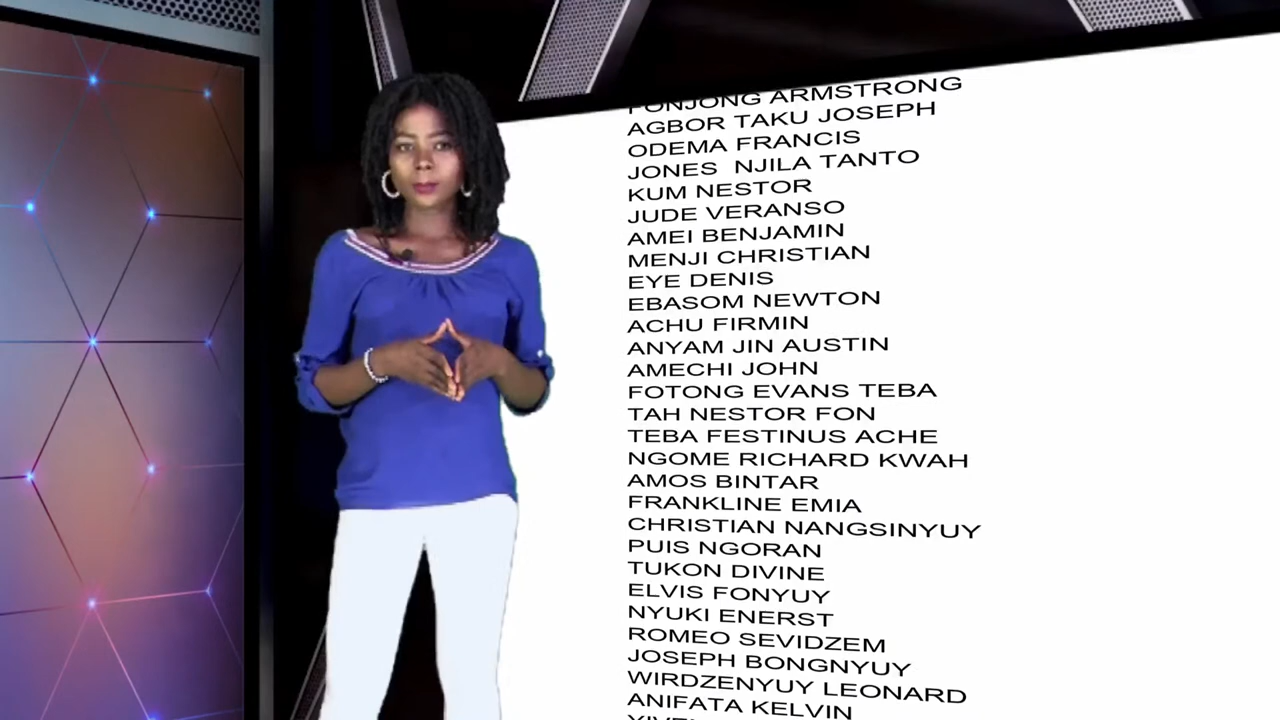 FONJONG ARMSTRONG
AGBOR TAKU JOSEPH
ODEMA FRANCIS
JONES NJILA TANTO
KUM NESTOR
JUDE VERANSO
AMEI BENJAMIN
MENJI CHRISTIAN
EYE DENIS
EBASOM NEWTON
ACHU FIRMIN
ANYAM JIN AUSTIN
AMECHI JOHN
FOTONG EVANS TEBA
TAH NESTOR FON
TEBA FESTINUS ACHE
NGOME RICHARD KWAH
AMOS BINTAR
FRANKLINE EMIA
CHRISTIAN NANGSINYUY
PUIS NGORAN
TUKON DIVINE
ELVIS FONYUY
NYUKI ENERST
ROMEO SEVIDZEM
JOSEPH BONGNYUY
WIRDZENYUY LEONARD
ANIFATA KELVIN